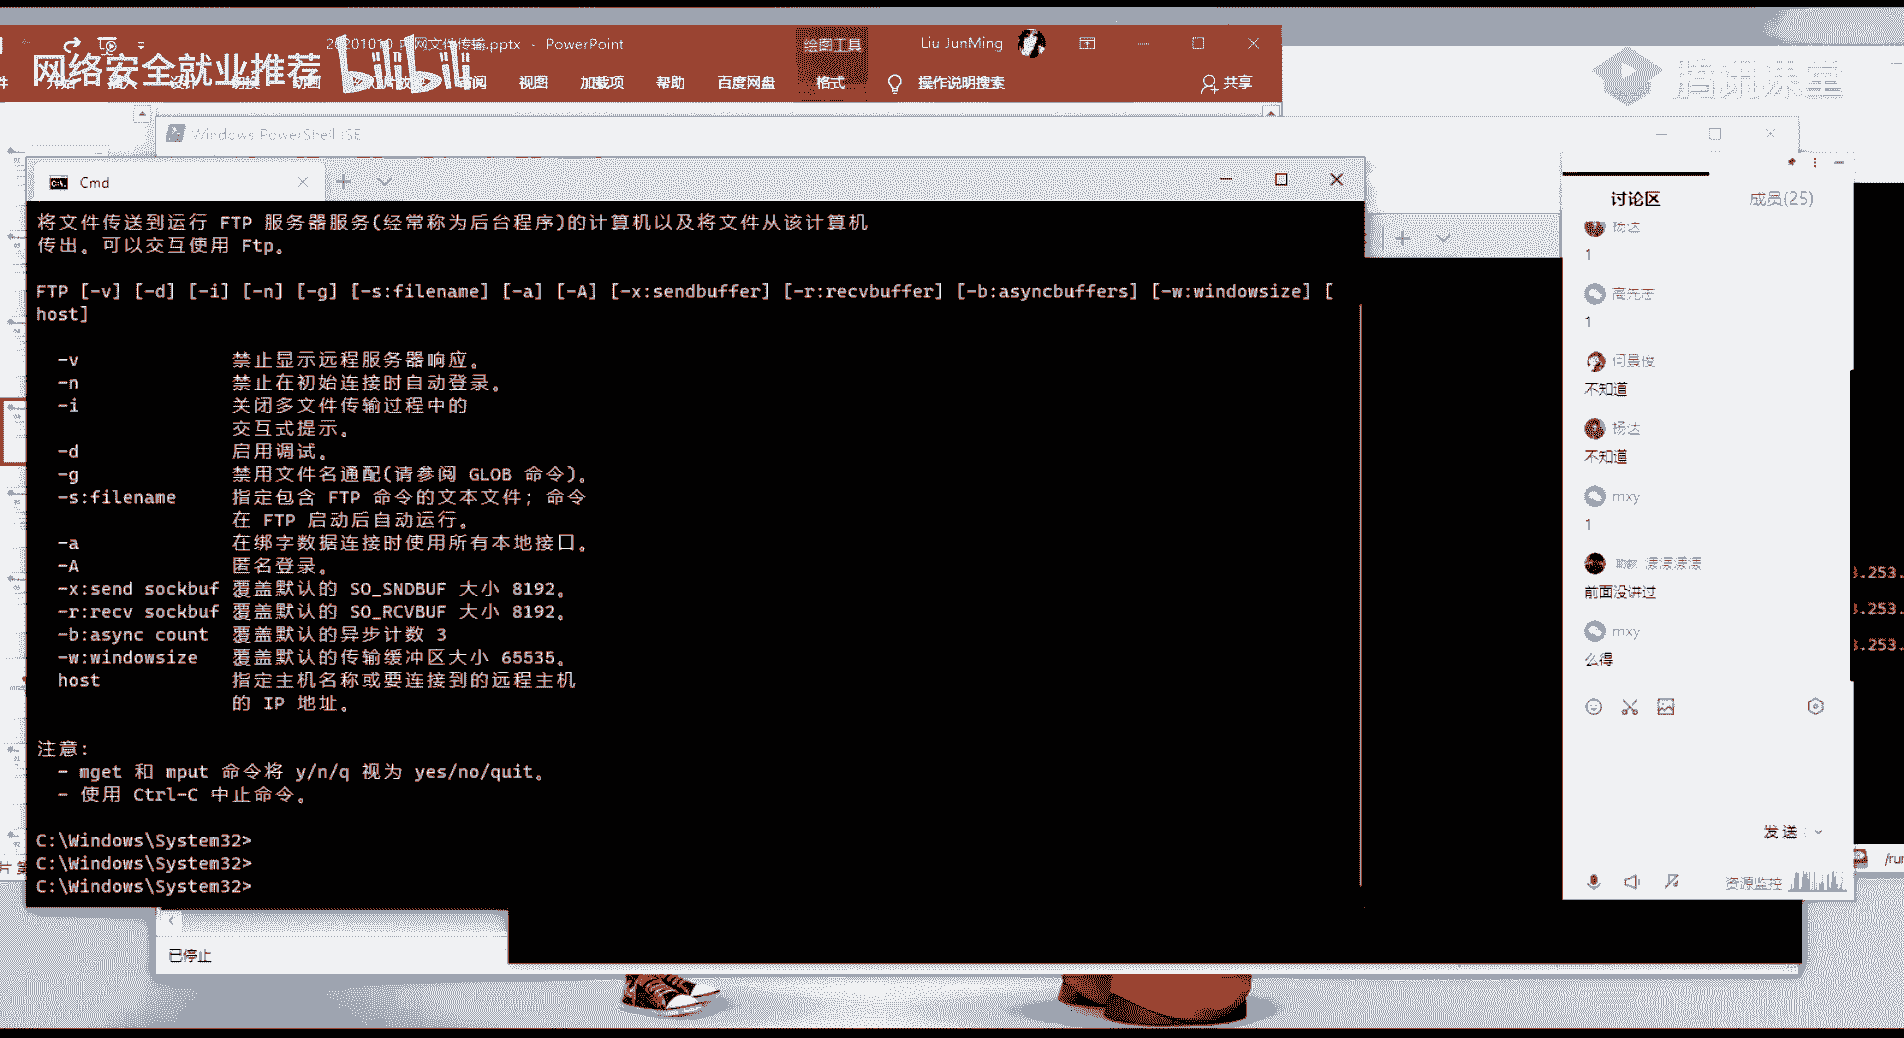 网络安全就业推荐
bilibili
文件传输.pptx - PowerPoint
绘图工具
Liu JunMing
视图 加载项 帮助 百度网盘 格式 操作说明搜索 共享
腾讯课堂
Windows PowerShell ISE
Cmd
将文件传送到运行 FTP 服务器服务(经常称为后台程序)的计算机以及将文件从该计算机
传出。可以交互使用 Ftp。
FTP [-v] [-d] [-i] [-n] [-g] [-s:filename] [-a] [-A] [-x:sendbuffer] [-r:recvbuffer] [-b:asyncbuffers] [-w:windowsize] [
host]
-v 禁止显示远程服务器响应。
-n 禁止在初始连接时自动登录。
-i 关闭多文件传输过程中的
交互式提示。
-d 启用调试。
-g 禁用文件名通配(请参阅 GLOB 命令)。
-s:filename 指定包含 FTP 命令的文本文件; 命令
在 FTP 启动后自动运行。
-a 在绑字数据连接时使用所有本地接口。
-A 匿名登录。
-x:send sockbuf 覆盖默认的 SO_SNDBUF 大小 8192。
-r:recv sockbuf 覆盖默认的 SO_RCVBUF 大小 8192。
-b:async count 覆盖默认的异步计数 3
-w:windowsize 覆盖默认的传输缓冲区大小 65535。
host 指定主机名称或要连接到的远程主机
的 IP 地址。
注意:
- mget 和 mput 命令将 y/n/q 视为 yes/no/quit。
- 使用 Ctrl-C 中止命令。
C:\Windows\System32>
C:\Windows\System32>
C:\Windows\System32>
已停止
讨论区 成员(25)
杨达
1
1
不知道
杨达
不知道
mxy
1
前面没讲过
mxy
么得
发送
资源监控
3.253.
3.253.
3.253.
/run